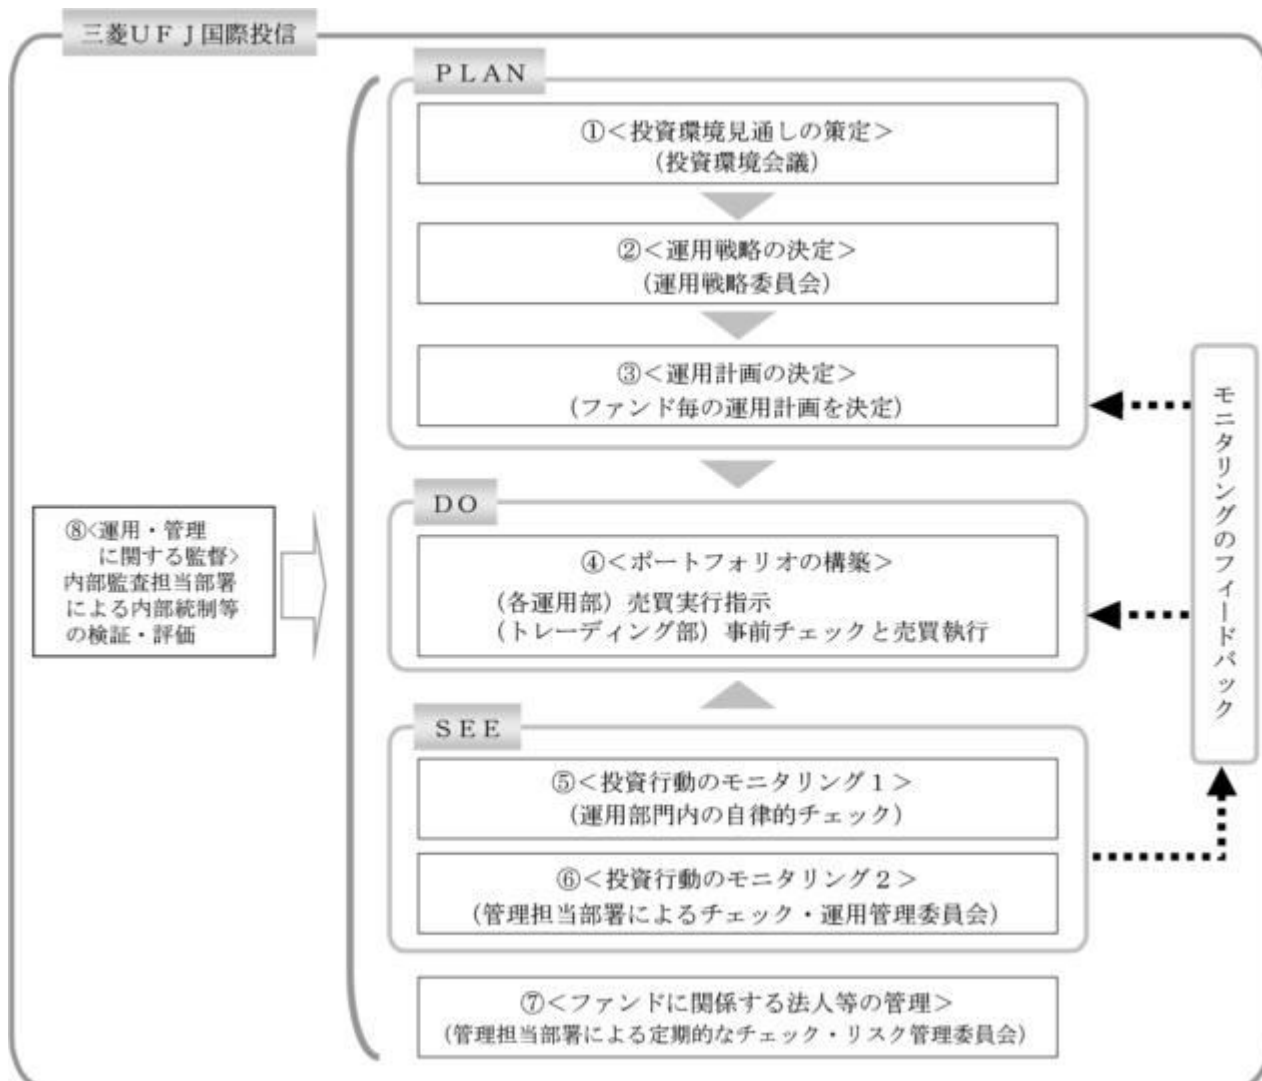 三菱ＵＦＪ国際投信
ＰＬＡＮ
①＜投資環境見通しの策定＞
（投資環境会議）
②＜運用戦略の決定＞
（運用戦略委員会）
③＜運用計画の決定＞
（ファンド毎の運用計画を決定）
ＤＯ
④＜ポートフォリオの構築＞
（各運用部）売買実行指示
（トレーディング部）事前チェックと売買執行
ＳＥＥ
⑤＜投資行動のモニタリング１＞
（運用部門内の自律的チェック）
⑥＜投資行動のモニタリング２＞
（管理担当部署によるチェック・運用管理委員会）
⑦＜ファンドに関係する法人等の管理＞
（管理担当部署による定期的なチェック・リスク管理委員会）
⑧<運用・管理
に関する監督>
内部監査担当部署
による内部統制等
の検証・評価
モニタリングのフィードバック